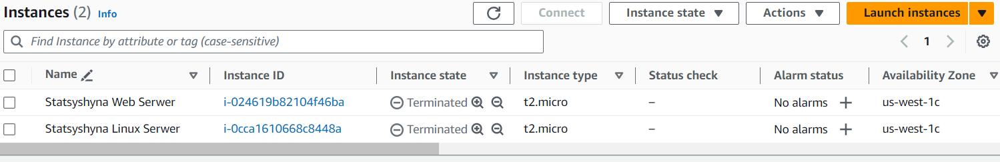 Instances (2) Info Connect Instance state Actions Launch instances
Find Instance by attribute or tag (case-sensitive) 1
Name Instance ID Instance state Instance type Status check Alarm status Availability Zone
Statsyshyna Web Serwer i-024619b82104f46ba Terminated t2.micro – No alarms us-west-1c
Statsyshyna Linux Serwer i-0cca1610668c8448a Terminated t2.micro – No alarms us-west-1c